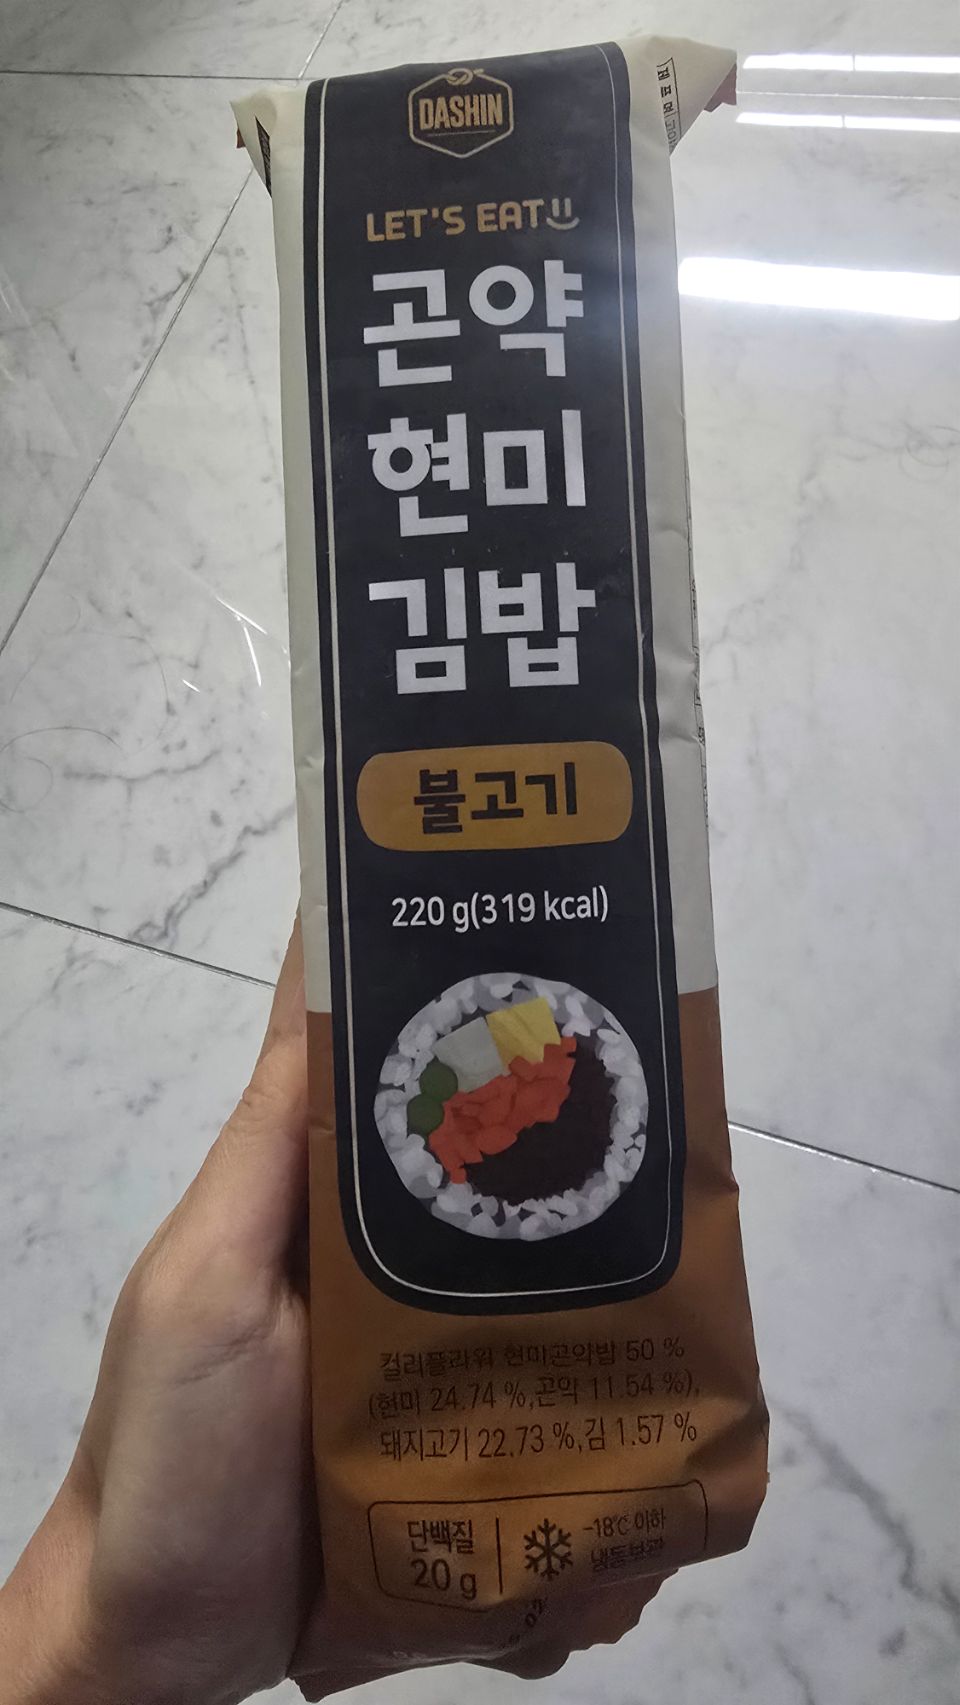 DASHIN
LET'S EAT
곤약
현미
김밥
불고기
220 g(319 kcal)
컬리플라워 현미곤약밥 50 %
(현미 24.74 %,곤약 11.54 %),
돼지고기 22.73 %,김 1.57 %
단백질
20 g
-18℃ 이하
냉동보관